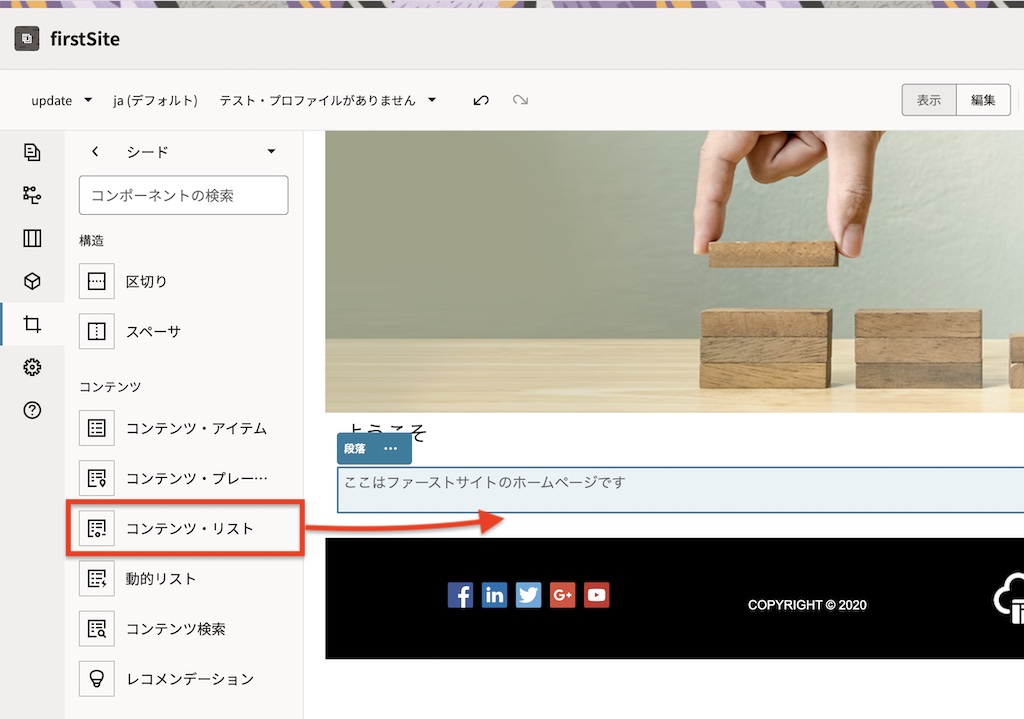 firstSite
update
ja (デフォルト)
テスト・プロファイルがありません
表示
編集
シード
コンポーネントの検索
構造
区切り
スペーサ
コンテンツ
コンテンツ・アイテム
コンテンツ・プレー…
コンテンツ・リスト
動的リスト
コンテンツ検索
レコメンデーション
ようこそ
段落
ここはファーストサイトのホームページです
f
in
G+
COPYRIGHT © 2020